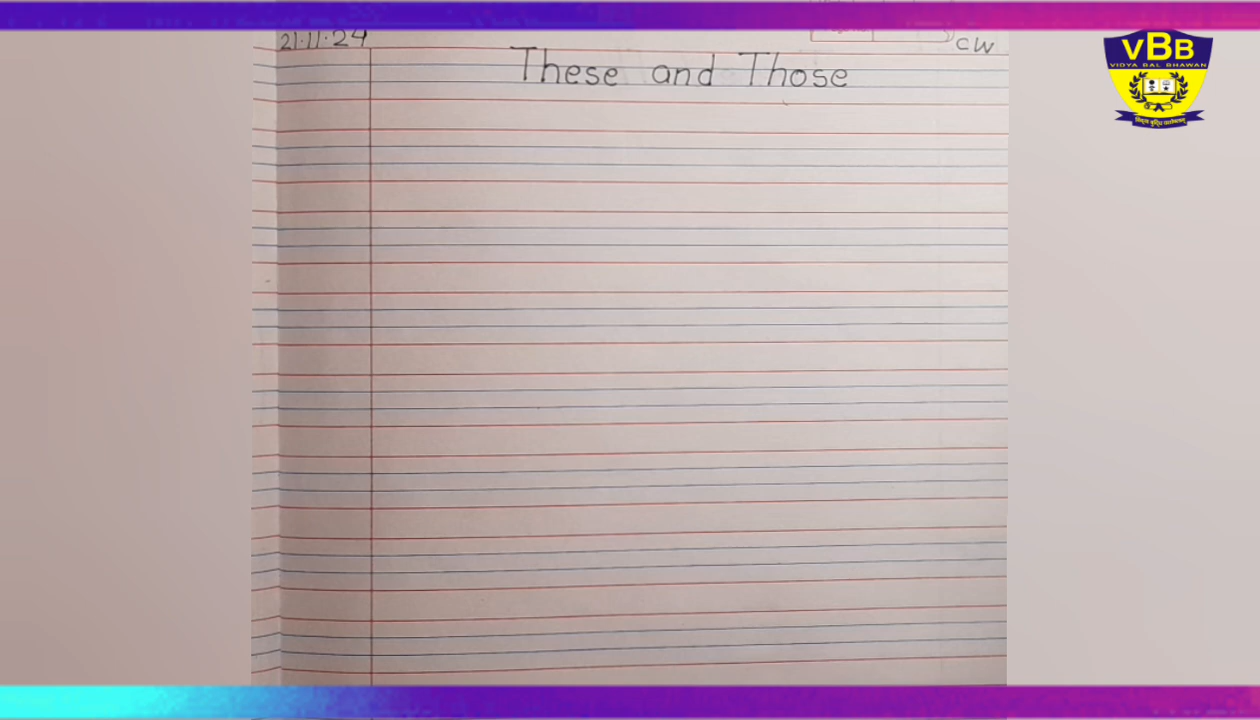 21.11.24
CW
These and Those
VBB
VIDYA BAL BHAWAN